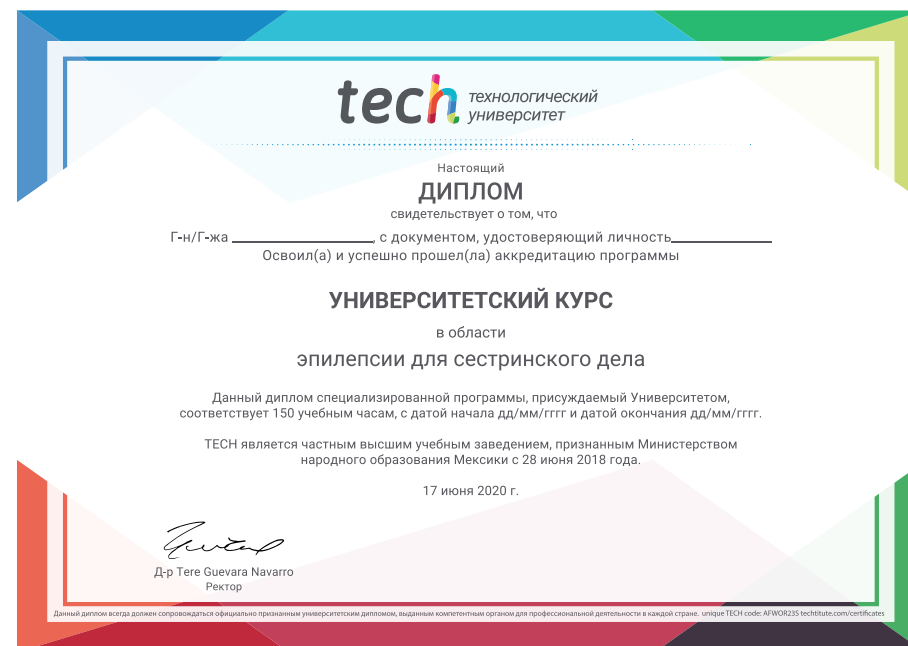 tech технологический
университет
Настоящий
ДИПЛОМ
свидетельствует о том, что
Г-н/Г-жа ____________________, с документом, удостоверяющий личность______________
Освоил(а) и успешно прошел(ла) аккредитацию программы
УНИВЕРСИТЕТСКИЙ КУРС
в области
эпилепсии для сестринского дела
Данный диплом специализированной программы, присуждаемый Университетом,
соответствует 150 учебным часам, с датой начала дд/мм/гггг и датой окончания дд/мм/гггг.
TECH является частным высшим учебным заведением, признанным Министерством
народного образования Мексики с 28 июня 2018 года.
17 июня 2020 г.
Д-р Tere Guevara Navarro
Ректор
Данный диплом всегда должен сопровождаться официально признанным университетским дипломом, выданным компетентным органом для профессиональной деятельности в каждой стране. unique TECH code: AFWOR23S techtitute.com/certificates